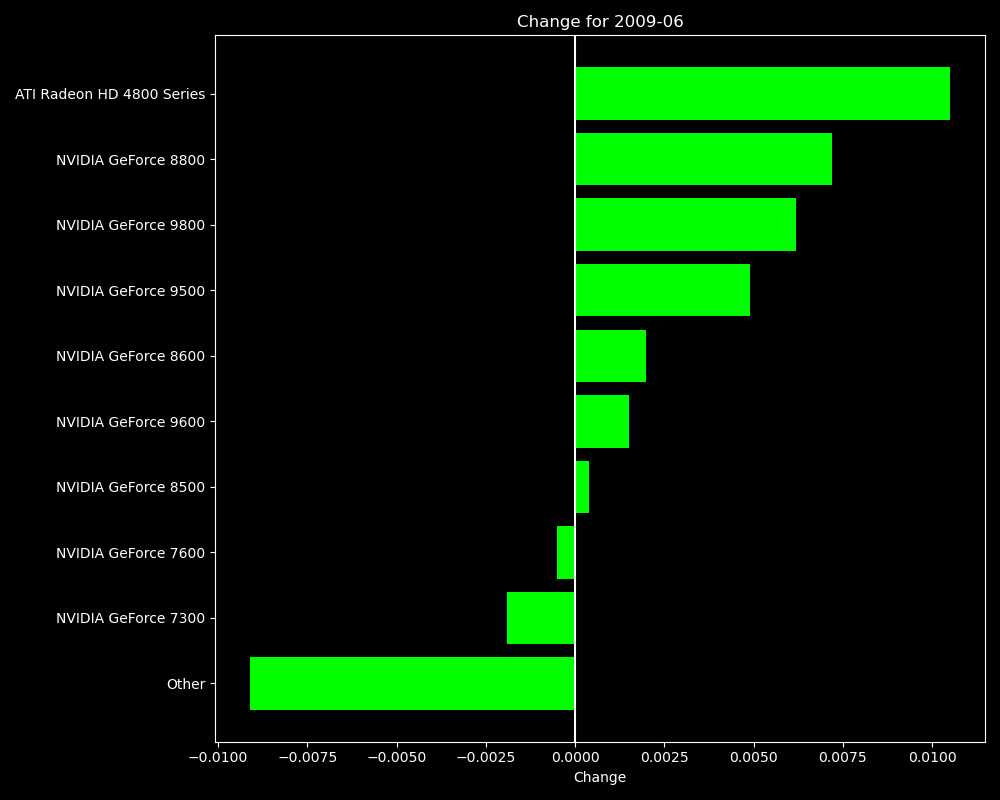 Change for 2009-06
ATI Radeon HD 4800 Series
NVIDIA GeForce 8800
NVIDIA GeForce 9800
NVIDIA GeForce 9500
NVIDIA GeForce 8600
NVIDIA GeForce 9600
NVIDIA GeForce 8500
NVIDIA GeForce 7600
NVIDIA GeForce 7300
Other
−0.0100 −0.0075 −0.0050 −0.0025 0.0000 0.0025 0.0050 0.0075 0.0100
Change